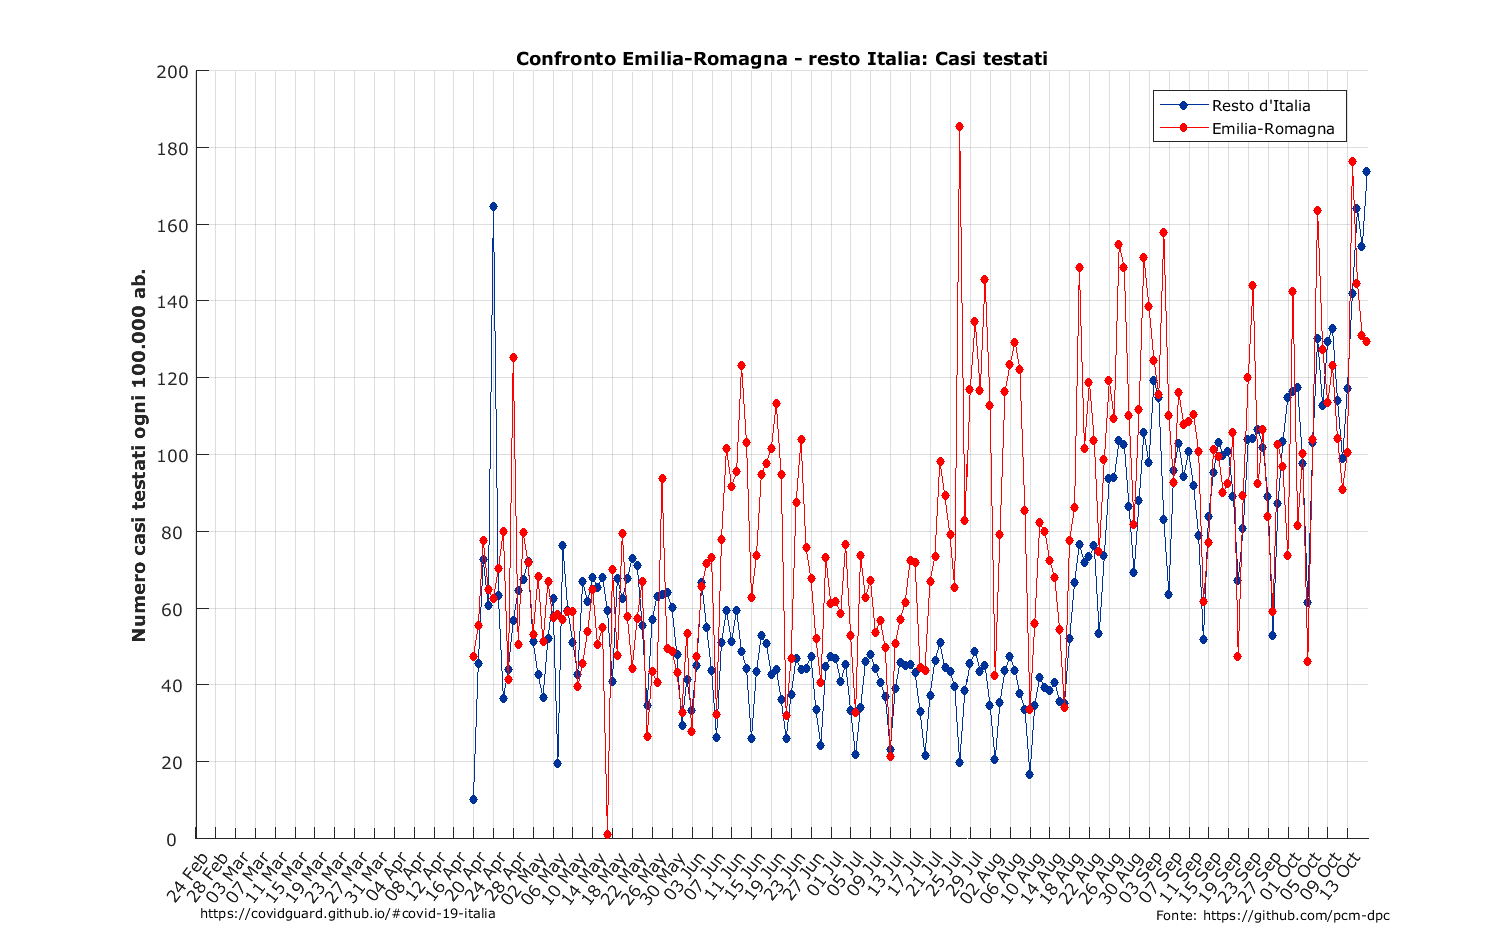 Confronto Emilia-Romagna - resto Italia: Casi testati
200
180
160
140
120
100
80
60
40
20
0
Numero casi testati ogni 100.000 ab.
Resto d'Italia
Emilia-Romagna
24 Feb
28 Feb
03 Mar
07 Mar
11 Mar
15 Mar
19 Mar
23 Mar
27 Mar
31 Mar
04 Apr
08 Apr
12 Apr
16 Apr
20 Apr
24 Apr
28 Apr
02 May
06 May
10 May
14 May
18 May
22 May
26 May
30 May
03 Jun
07 Jun
11 Jun
15 Jun
19 Jun
23 Jun
27 Jun
01 Jul
05 Jul
09 Jul
13 Jul
17 Jul
21 Jul
25 Jul
29 Jul
02 Aug
06 Aug
10 Aug
14 Aug
18 Aug
22 Aug
26 Aug
30 Aug
03 Sep
07 Sep
11 Sep
15 Sep
19 Sep
23 Sep
27 Sep
01 Oct
05 Oct
09 Oct
13 Oct
https://covidguard.github.io/#covid-19-italia
Fonte: https://github.com/pcm-dpc